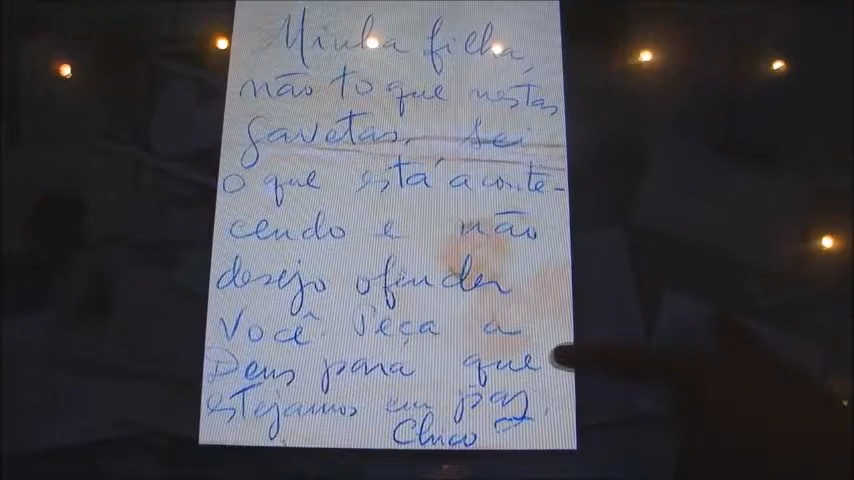 Minha filha,
não toque nestas
gavetas. Sei
o que está aconte-
cendo e não
desejo ofender
Você. Peça a
Deus para que
estejamos em paz.
Chico